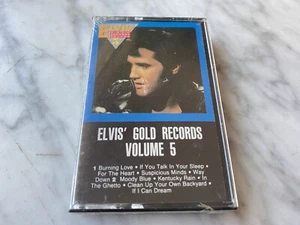 ELVIS' GOLD RECORDS
VOLUME 5
1 Burning Love • If You Talk In Your Sleep •
For The Heart • Suspicious Minds • Way
Down 2 Moody Blue • Kentucky Rain • In
The Ghetto • Clean Up Your Own Backyard •
If I Can Dream